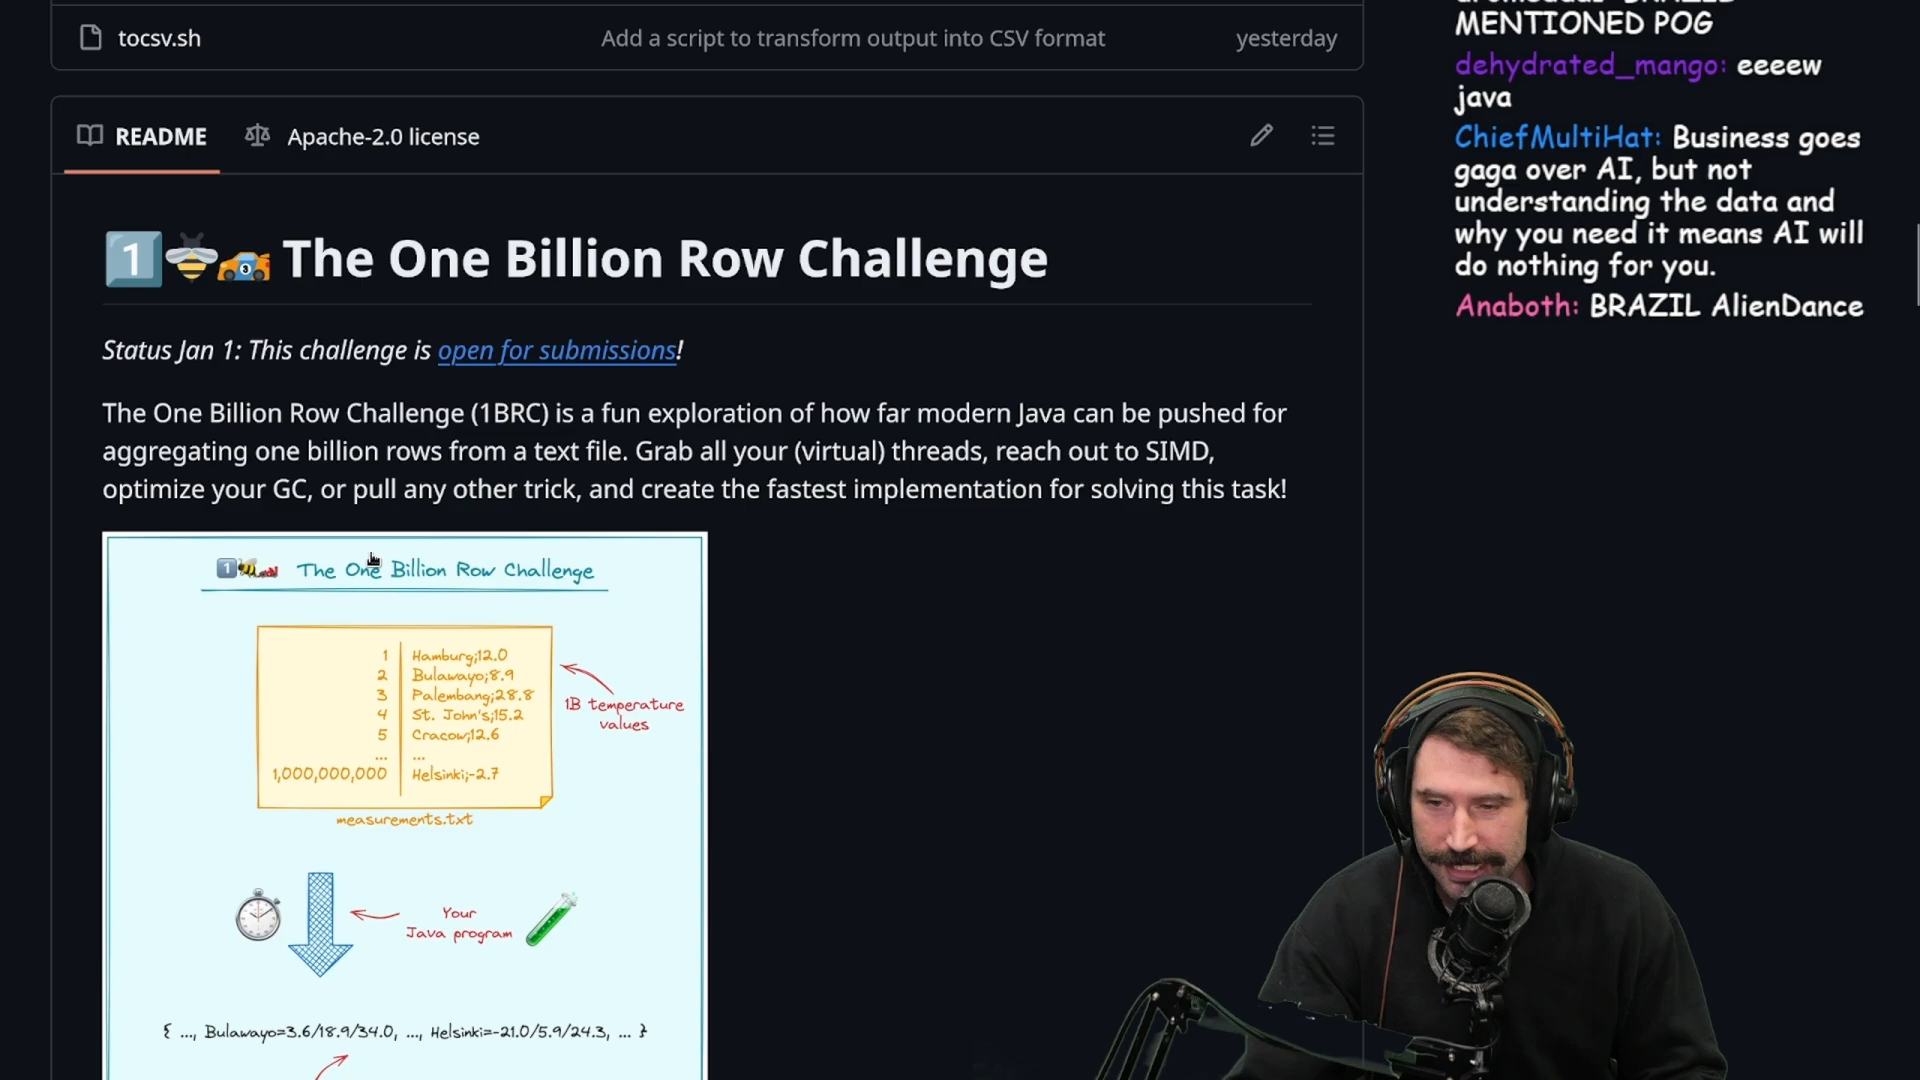 tocsv.sh
Add a script to transform output into CSV format
yesterday
README
Apache-2.0 license
The One Billion Row Challenge
Status Jan 1: This challenge is open for submissions!
The One Billion Row Challenge (1BRC) is a fun exploration of how far modern Java can be pushed for
aggregating one billion rows from a text file. Grab all your (virtual) threads, reach out to SIMD,
optimize your GC, or pull any other trick, and create the fastest implementation for solving this task!
1 The One Billion Row Challenge
1 Hamburg;12.0
2 Bulawayo;8.9
3 Palembang;28.8
4 St. John's;15.2
5 Cracow;12.6
... ...
1,000,000,000 Helsinki;-2.7
1B temperature
values
measurements.txt
Your
Java program
{ ..., Bulawayo=3.6/18.9/34.0, ..., Helsinki=-21.0/5.9/24.3, ... }
MENTIONED POG
dehydrated_mango: eeeew
java
ChiefMultiHat: Business goes
gaga over AI, but not
understanding the data and
why you need it means AI will
do nothing for you.
Anaboth: BRAZIL AlienDance